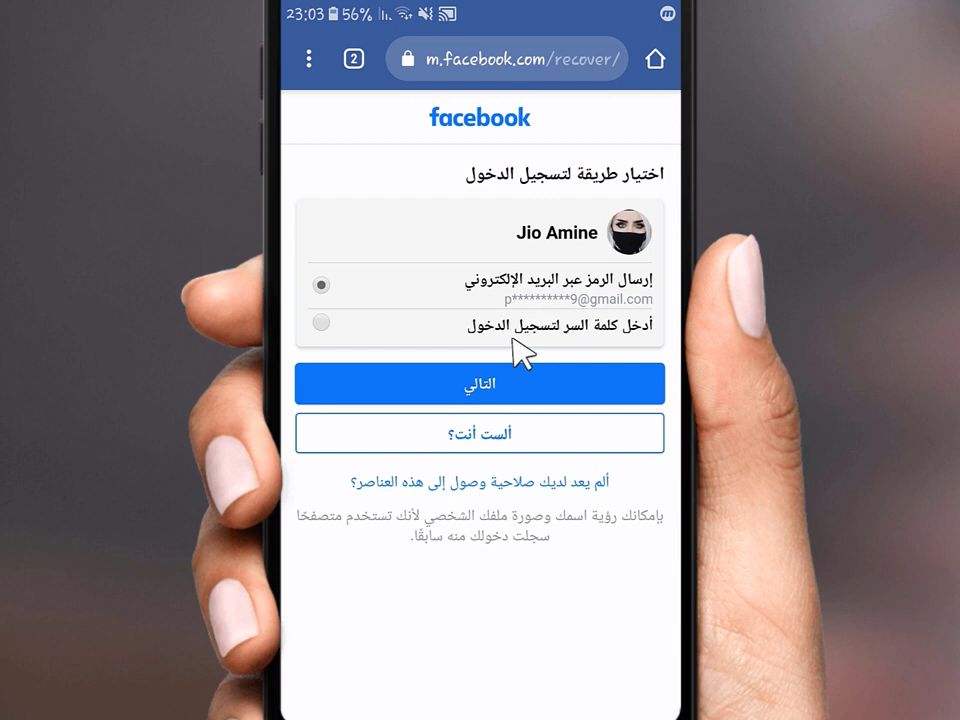 23:03 56%
2 m.facebook.com/recover/
facebook
اختيار طريقة لتسجيل الدخول
Jio Amine
إرسال الرمز عبر البريد الإلكتروني
p**********9@gmail.com
أدخل كلمة السر لتسجيل الدخول
التالي
ألست أنت؟
ألم يعد لديك صلاحية وصول إلى هذه العناصر؟
بإمكانك رؤية اسمك وصورة ملفك الشخصي لأنك تستخدم متصفحًا
سجلت دخولك منه سابقًا.